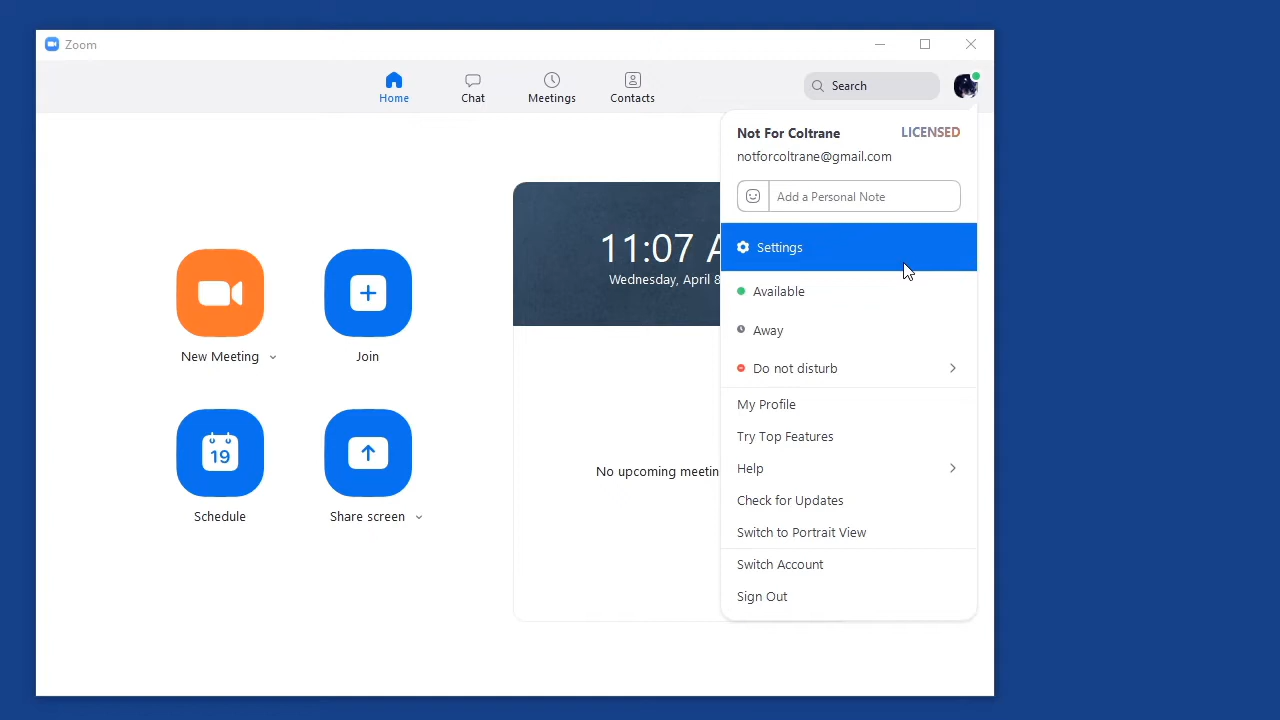 Zoom
Home
Chat
Meetings
Contacts
Search
Not For Coltrane
LICENSED
notforcoltrane@gmail.com
Add a Personal Note
11:07
Wednesday, April 8
Settings
Available
Away
Do not disturb
New Meeting
Join
My Profile
Try Top Features
Help
Check for Updates
Switch to Portrait View
Switch Account
Sign Out
19
Schedule
Share screen
No upcoming